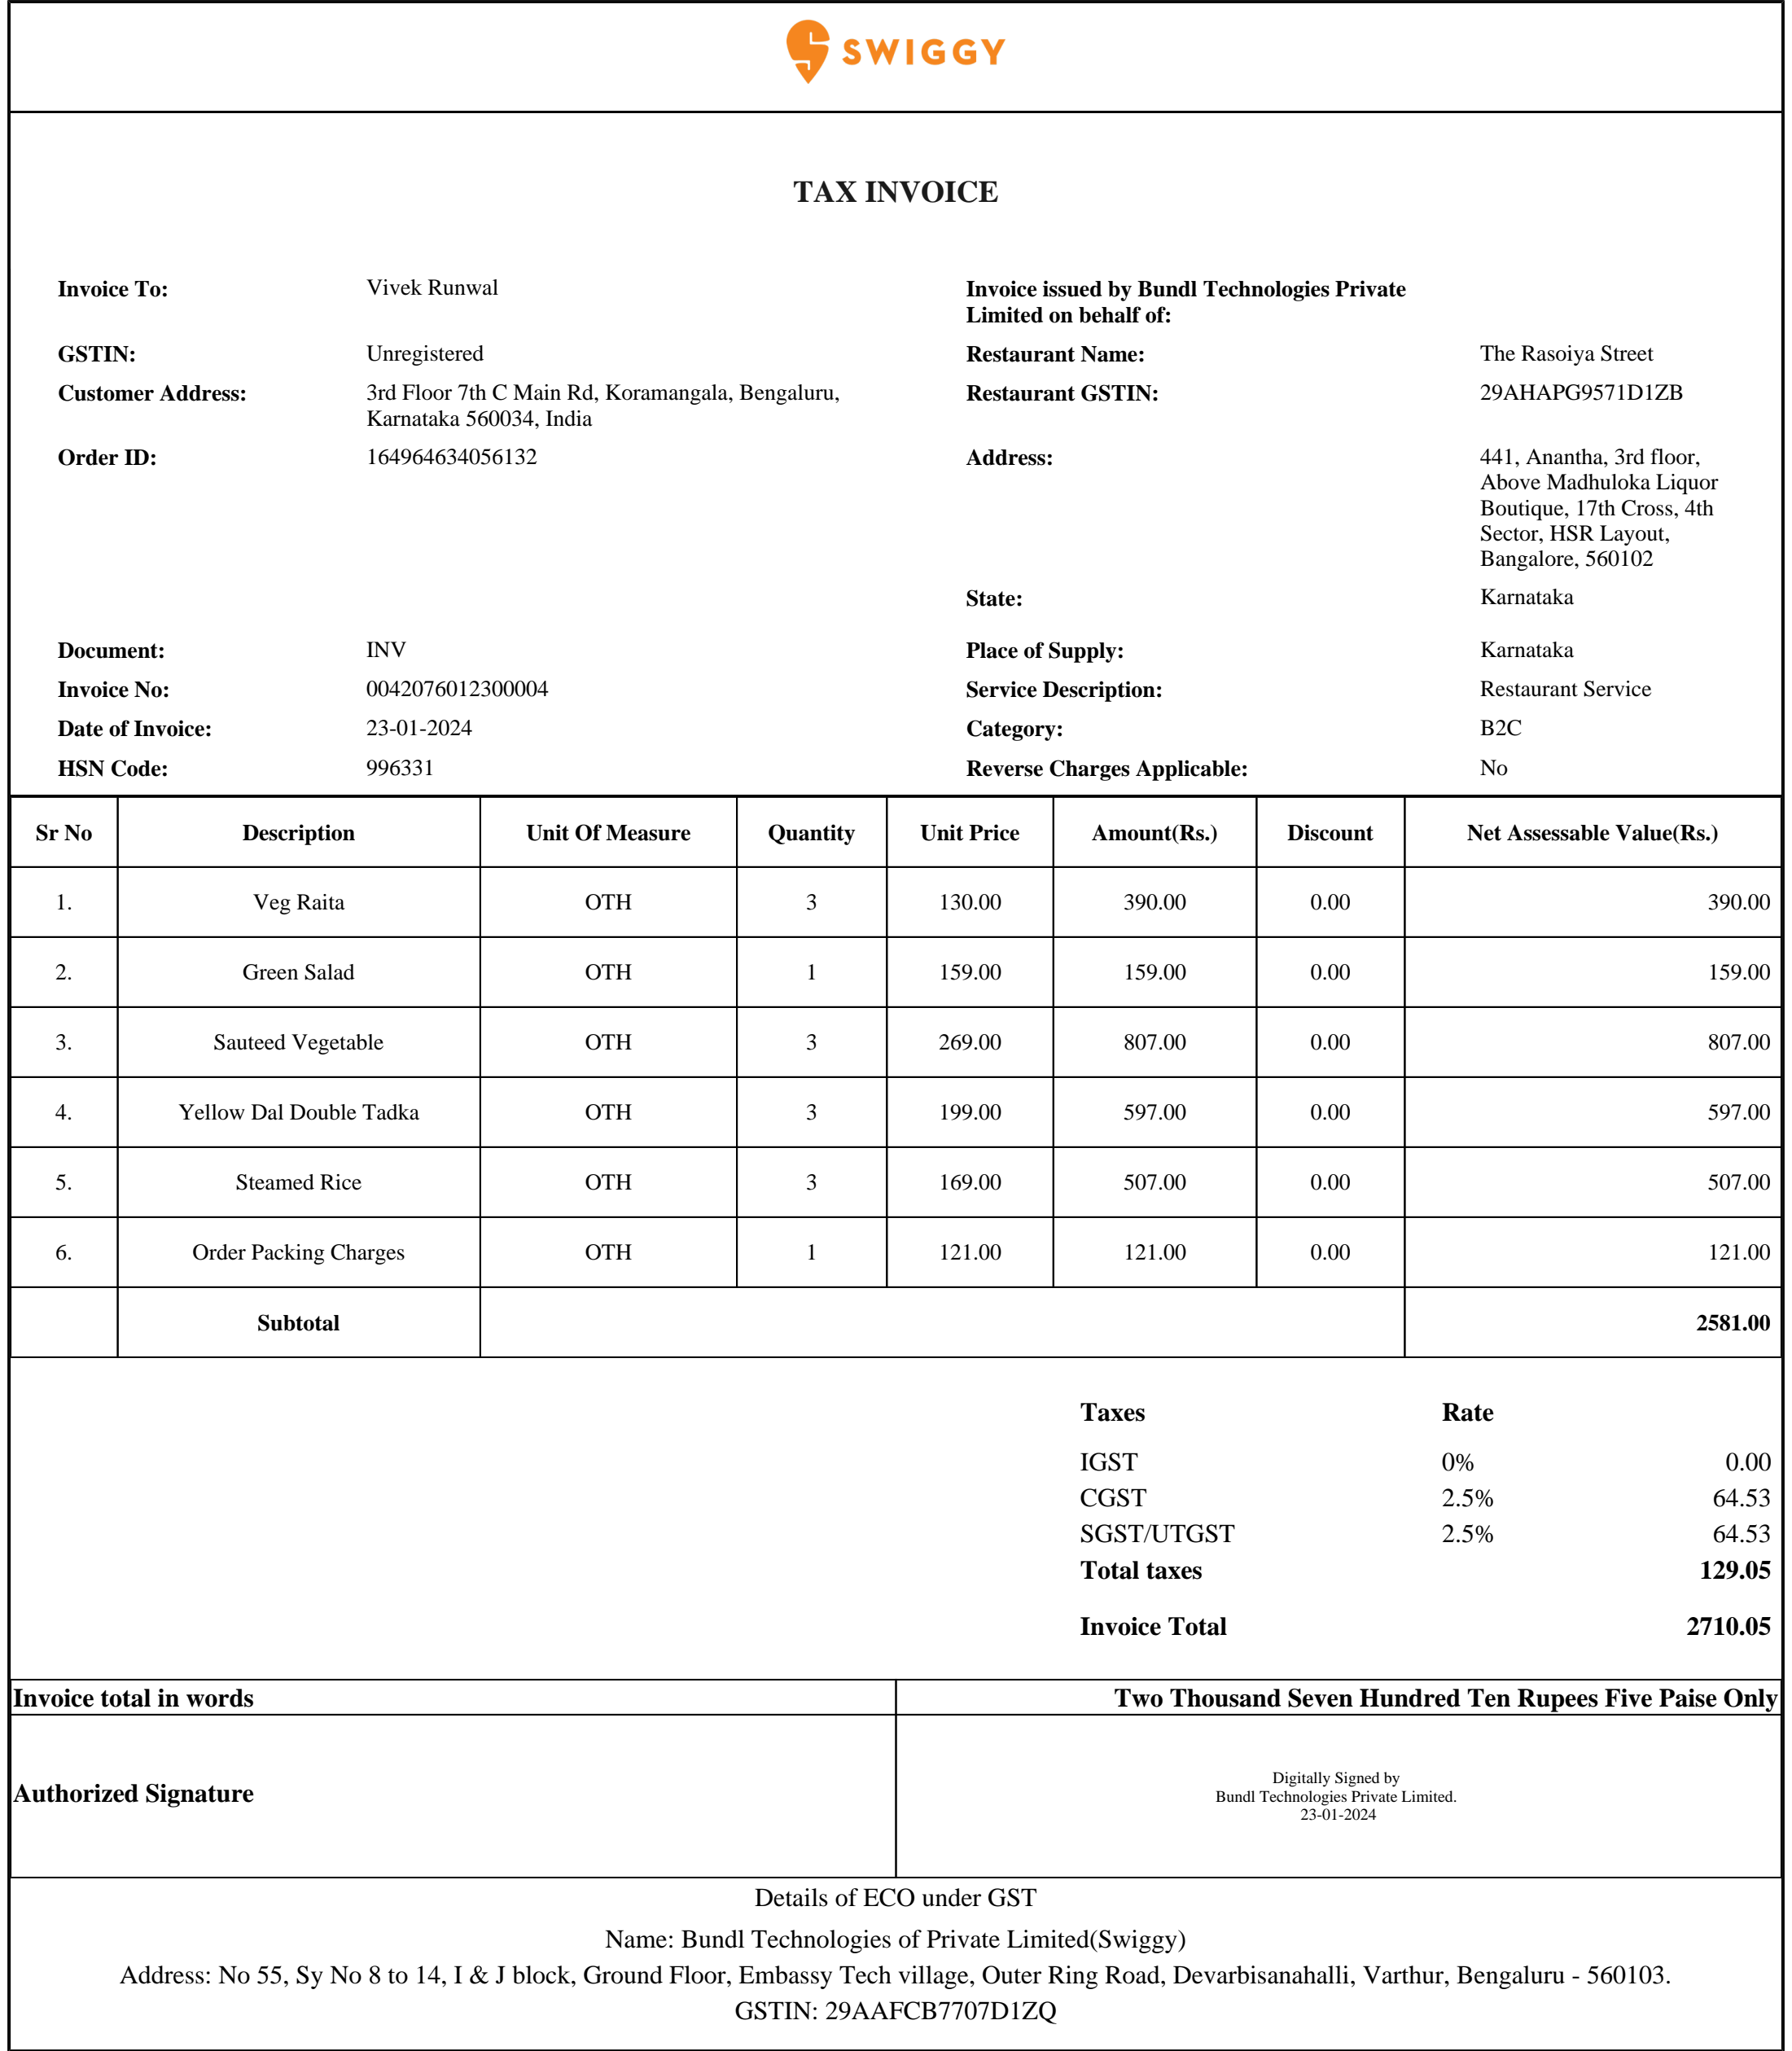 SWIGGY
TAX INVOICE
Invoice To: Vivek Runwal Invoice issued by Bundl Technologies Private
Limited on behalf of:
GSTIN: Unregistered Restaurant Name: The Rasoiya Street
Customer Address: 3rd Floor 7th C Main Rd, Koramangala, Bengaluru, Restaurant GSTIN: 29AHAPG9571D1ZB
Karnataka 560034, India
Order ID: 164964634056132 Address: 441, Anantha, 3rd floor,
Above Madhuloka Liquor
Boutique, 17th Cross, 4th
Sector, HSR Layout,
Bangalore, 560102
State: Karnataka
Document: INV Place of Supply: Karnataka
Invoice No: 0042076012300004 Service Description: Restaurant Service
Date of Invoice: 23-01-2024 Category: B2C
HSN Code: 996331 Reverse Charges Applicable: No
Sr No Description Unit Of Measure Quantity Unit Price Amount(Rs.) Discount Net Assessable Value(Rs.)
1. Veg Raita OTH 3 130.00 390.00 0.00 390.00
2. Green Salad OTH 1 159.00 159.00 0.00 159.00
3. Sauteed Vegetable OTH 3 269.00 807.00 0.00 807.00
4. Yellow Dal Double Tadka OTH 3 199.00 597.00 0.00 597.00
5. Steamed Rice OTH 3 169.00 507.00 0.00 507.00
6. Order Packing Charges OTH 1 121.00 121.00 0.00 121.00
Subtotal 2581.00
Taxes Rate
IGST 0% 0.00
CGST 2.5% 64.53
SGST/UTGST 2.5% 64.53
Total taxes 129.05
Invoice Total 2710.05
Invoice total in words Two Thousand Seven Hundred Ten Rupees Five Paise Only
Authorized Signature
Digitally Signed by
Bundl Technologies Private Limited.
23-01-2024
Details of ECO under GST
Name: Bundl Technologies of Private Limited(Swiggy)
Address: No 55, Sy No 8 to 14, I & J block, Ground Floor, Embassy Tech village, Outer Ring Road, Devarbisanahalli, Varthur, Bengaluru - 560103.
GSTIN: 29AAFCB7707D1ZQ